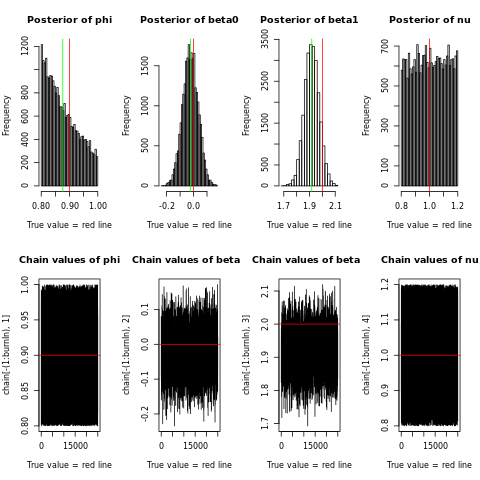 Posterior of phi
Posterior of beta0
Posterior of beta1
Posterior of nu
Frequency
0 200 400 600 800 1200
0.80 0.90 1.00
True value = red line
Frequency
0 500 1000 1500
-0.2 0.0
True value = red line
Frequency
0 500 1500 2500 3500
1.7 1.9 2.1
True value = red line
Frequency
0 100 300 500 700
0.8 1.0 1.2
True value = red line
Chain values of phi
Chain values of beta
Chain values of beta
Chain values of nu
chain[-(1:burnIn), 1]
0.80 0.85 0.90 0.95 1.00
0 15000
True value = red line
chain[-(1:burnIn), 2]
-0.2 -0.1 0.0 0.1
0 15000
True value = red line
chain[-(1:burnIn), 3]
1.7 1.8 1.9 2.0 2.1
0 15000
True value = red line
chain[-(1:burnIn), 4]
0.8 0.9 1.0 1.1 1.2
0 15000
True value = red line